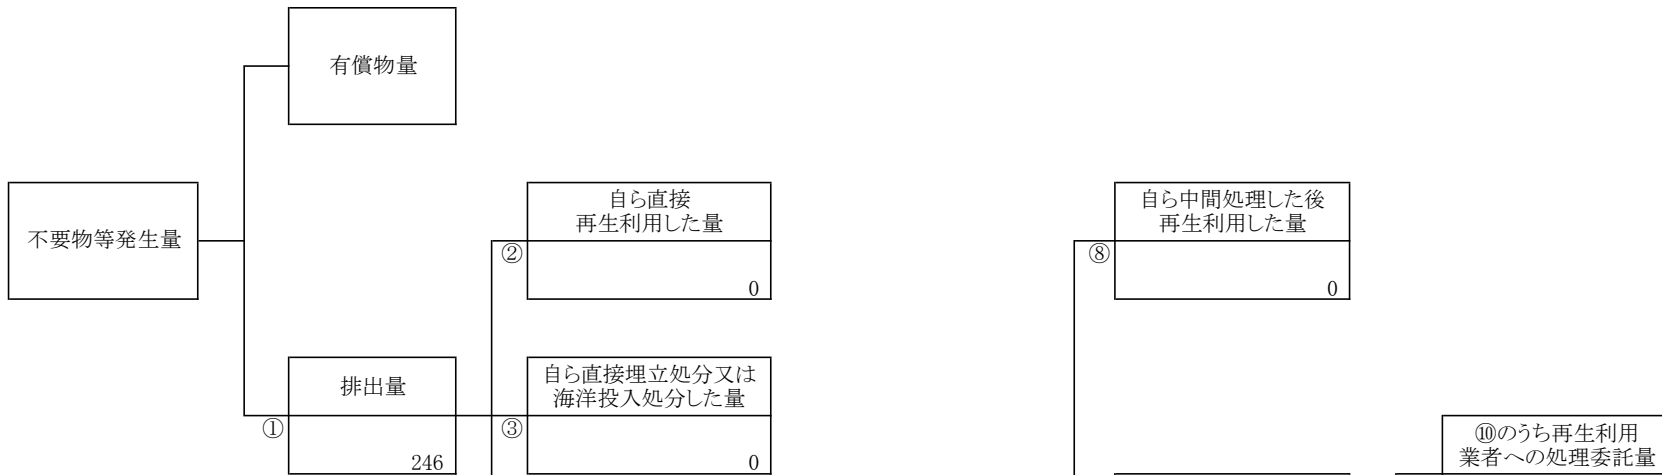 有償物量
不要物等発生量
自ら直接
再生利用した量
②
0
自ら中間処理した後
再生利用した量
⑧
0
排出量
①
246
自ら直接埋立処分又は
海洋投入処分した量
③
0
⑩のうち再生利用
業者への処理委託量